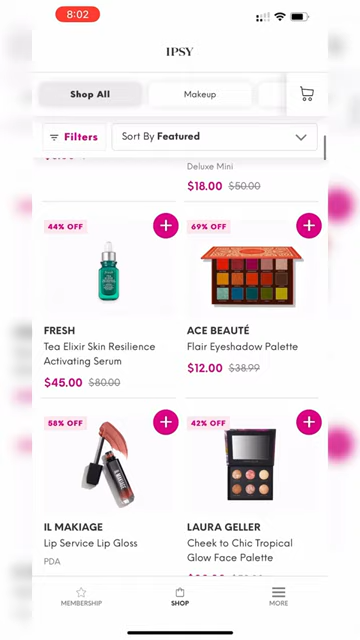 8:02
IPSY
Shop All
Makeup
Filters
Sort By Featured
Deluxe Mini
$18.00 $50.00
44% OFF
69% OFF
FRESH
Tea Elixir Skin Resilience
Activating Serum
$45.00 $80.00
ACE BEAUTÉ
Flair Eyeshadow Palette
$12.00 $38.99
58% OFF
42% OFF
IL MAKIAGE
Lip Service Lip Gloss
PDA
LAURA GELLER
Cheek to Chic Tropical
Glow Face Palette
MEMBERSHIP
SHOP
MORE